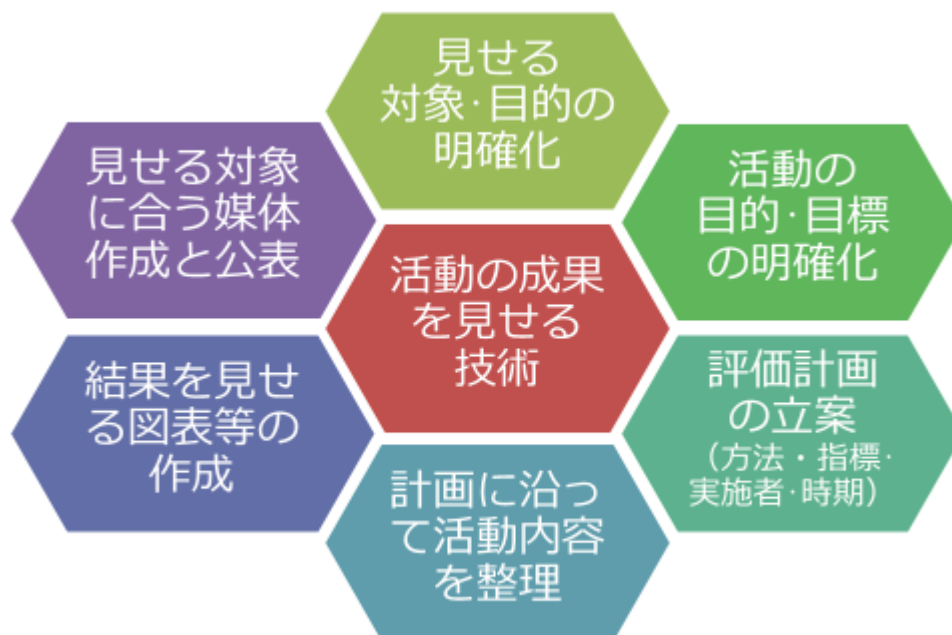 見せる
対象·目的の
明確化
活動の
目的·目標
の明確化
評価計画
の立案
（方法・指標·
実施者·時期）
計画に沿っ
て活動内容
を整理
結果を見せ
る図表等の
作成
見せる対象
に合う媒体
作成と公表
活動の成果
を見せる
技術